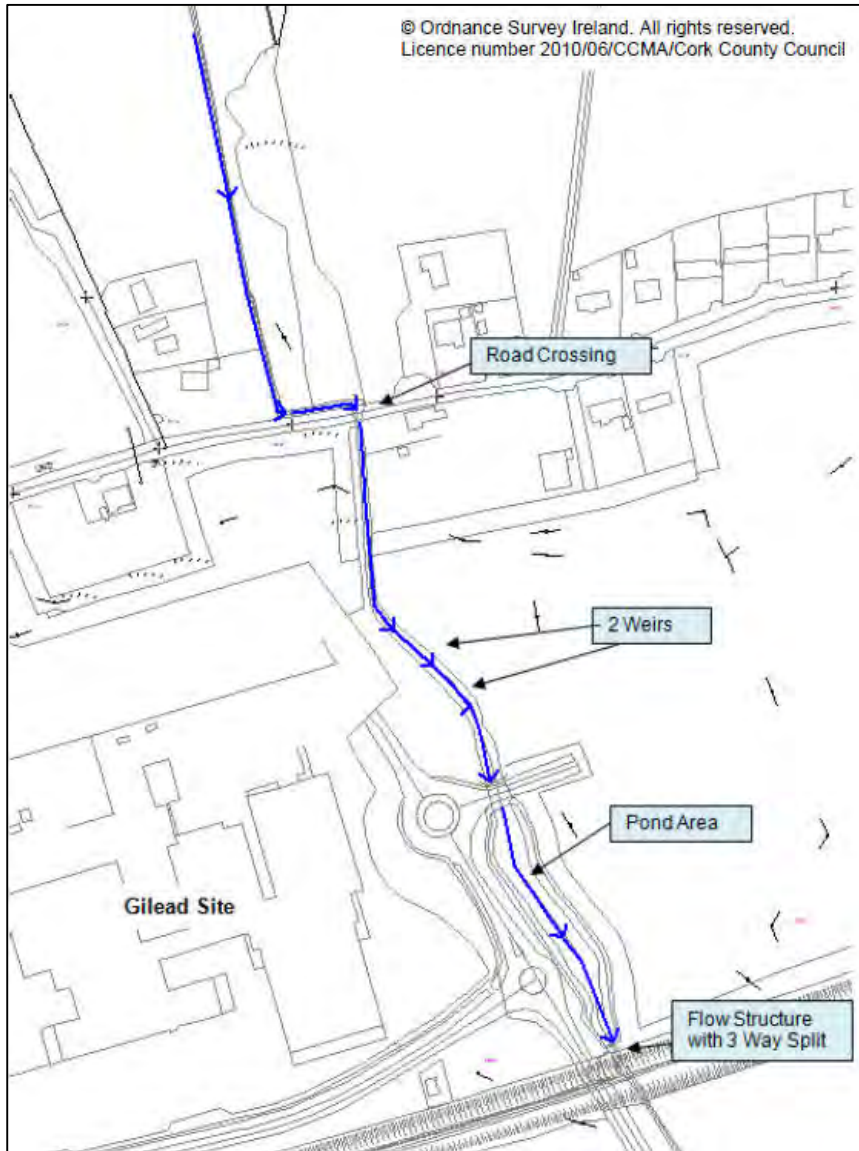 © Ordnance Survey Ireland. All rights reserved.
Licence number 2010/06/CCMA/Cork County Council
Road Crossing
2 Weirs
Pond Area
Gilead Site
Flow Structure
with 3 Way Split